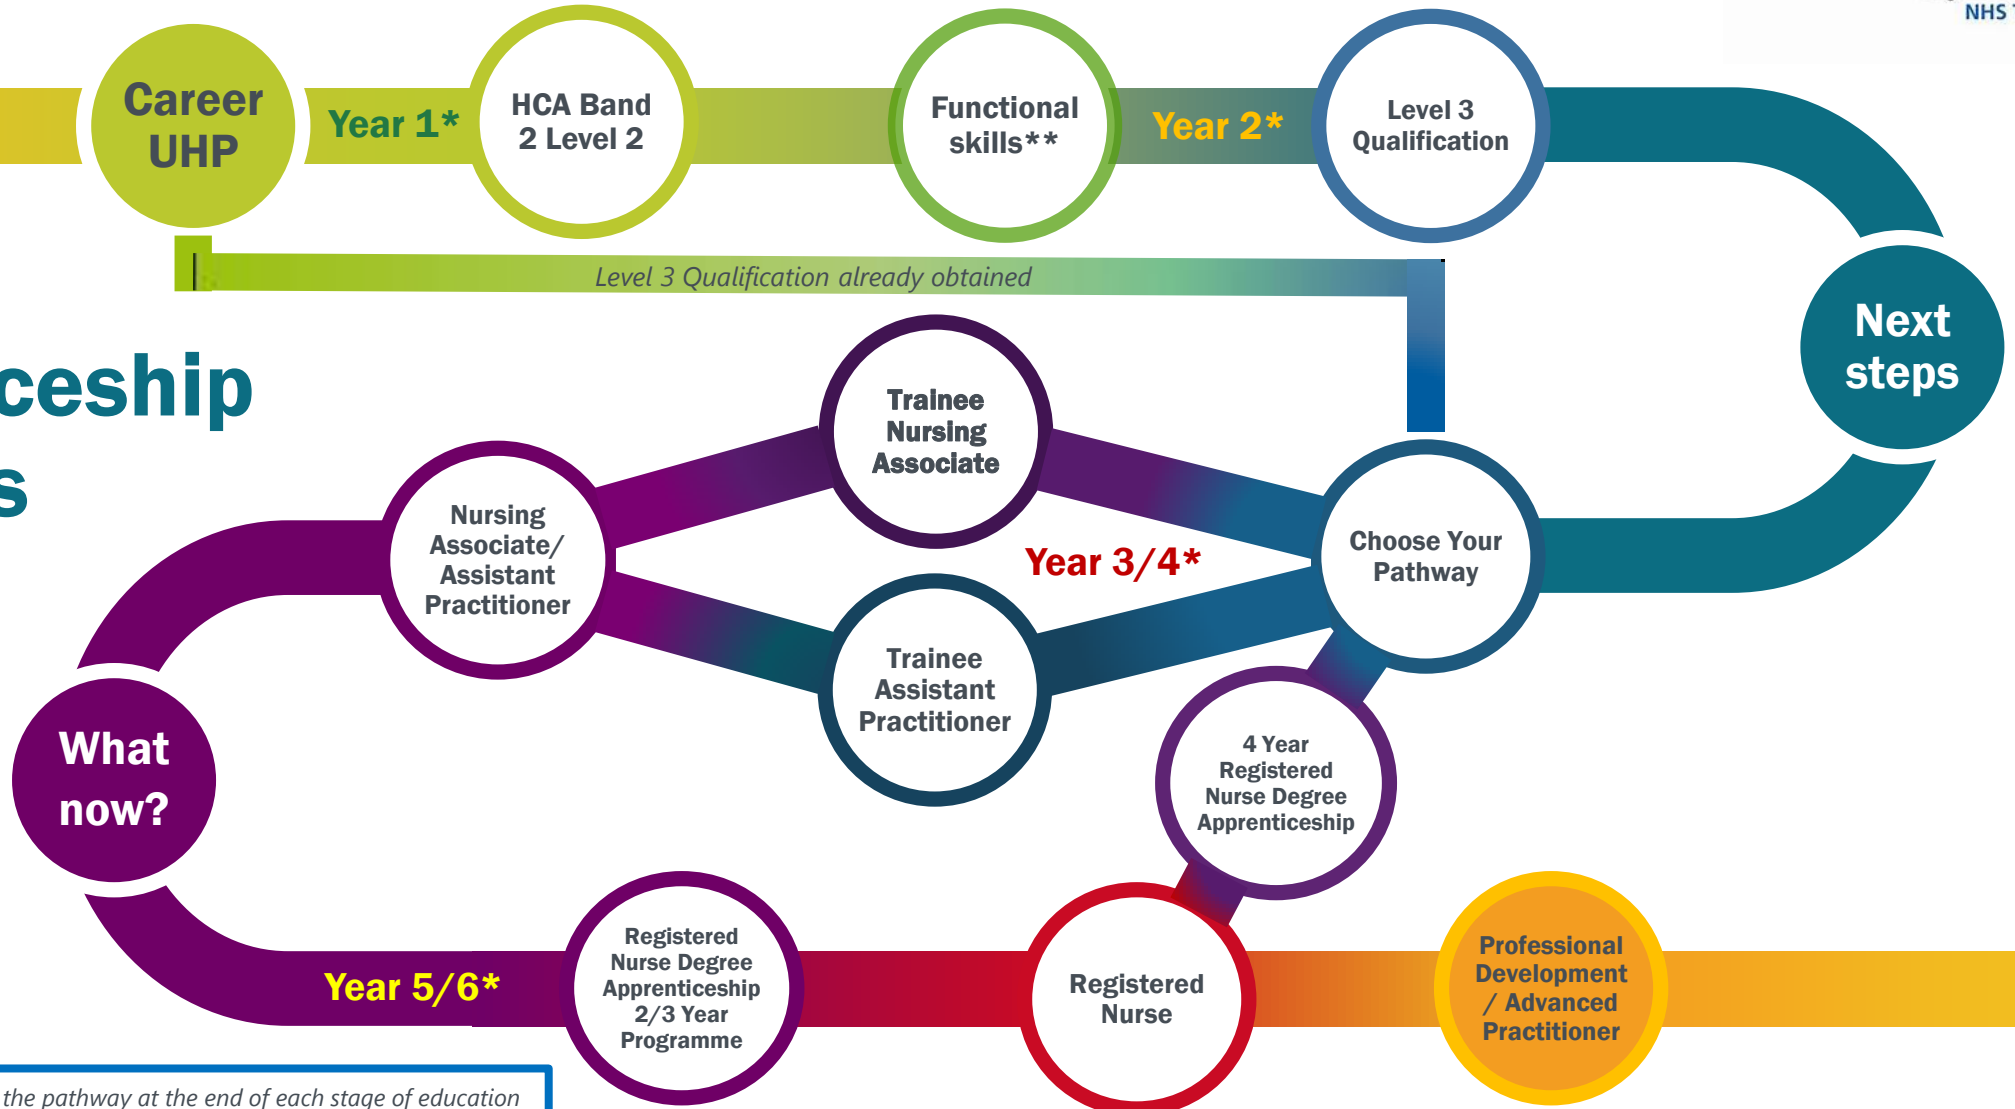 NHS
Career
UHP
Year 1*
HCA Band
2 Level 2
Functional
skills**
Year 2*
Level 3
Qualification
Level 3 Qualification already obtained
Next
steps
ceship
s
Trainee
Nursing
Associate
Nursing
Associate/
Assistant
Practitioner
Year 3/4*
Choose Your
Pathway
Trainee
Assistant
Practitioner
What
now?
4 Year
Registered
Nurse Degree
Apprenticeship
Year 5/6*
Registered
Nurse Degree
Apprenticeship
2/3 Year
Programme
Registered
Nurse
Professional
Development
/ Advanced
Practitioner
the pathway at the end of each stage of education